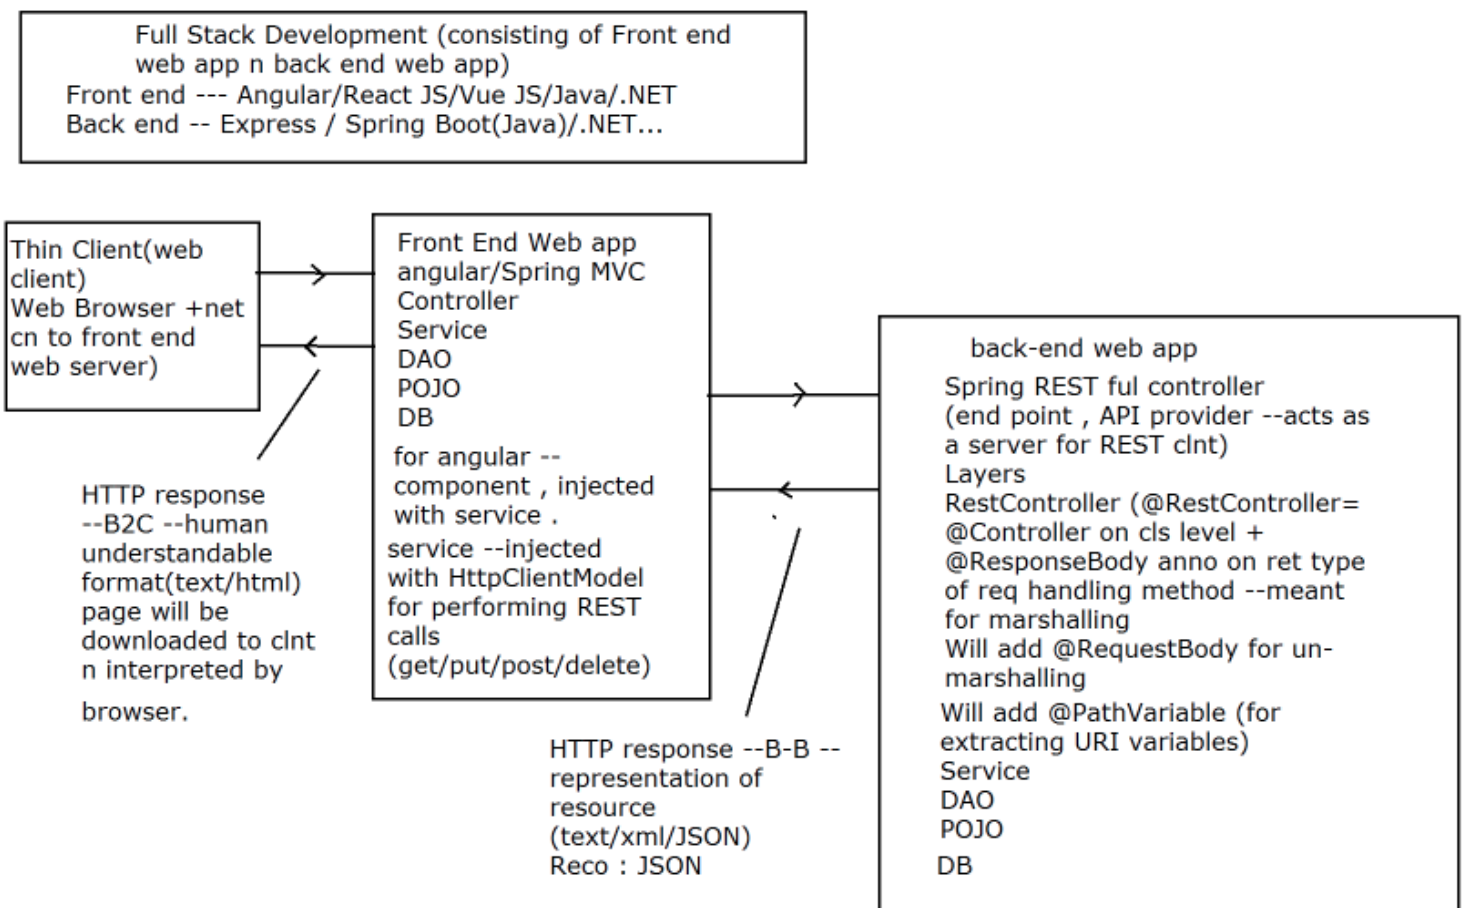 Full Stack Development (consisting of Front end
web app n back end web app)
Front end --- Angular/React JS/Vue JS/Java/.NET
Back end -- Express / Spring Boot(Java)/.NET...
Thin Client(web
client)
Web Browser +net
cn to front end
web server)
HTTP response
--B2C --human
understandable
format(text/html)
page will be
downloaded to clnt
n interpreted by
browser.
Front End Web app
angular/Spring MVC
Controller
Service
DAO
POJO
DB
for angular --
component , injected
with service .
service --injected
with HttpClientModel
for performing REST
calls
(get/put/post/delete)
HTTP response --B-B --
representation of
resource
(text/xml/JSON)
Reco : JSON
back-end web app
Spring REST ful controller
(end point , API provider --acts as
a server for REST clnt)
Layers
RestController (@RestController=
@Controller on cls level +
@ResponseBody anno on ret type
of req handling method --meant
for marshalling
Will add @RequestBody for un-
marshalling
Will add @PathVariable (for
extracting URI variables)
Service
DAO
POJO
DB